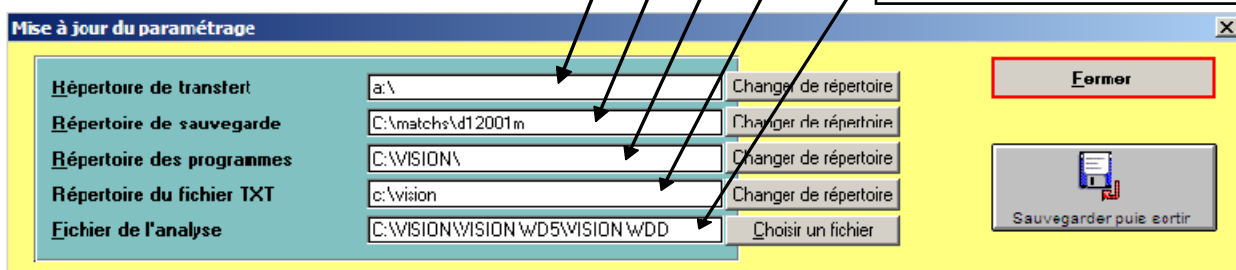 Mise à jour du paramétrage
Répertoire de transfert a:\ Changer de répertoire
Répertoire de sauvegarde C:\matchs\d12001m Changer de répertoire
Répertoire des programmes C:\VISION\ Changer de répertoire
Répertoire du fichier TXT c:\vision Changer de répertoire
Fichier de l'analyse C:\VISION\VISION.WD5\VISION.WDD Choisir un fichier
Fermer
Sauvegarder puis sortir